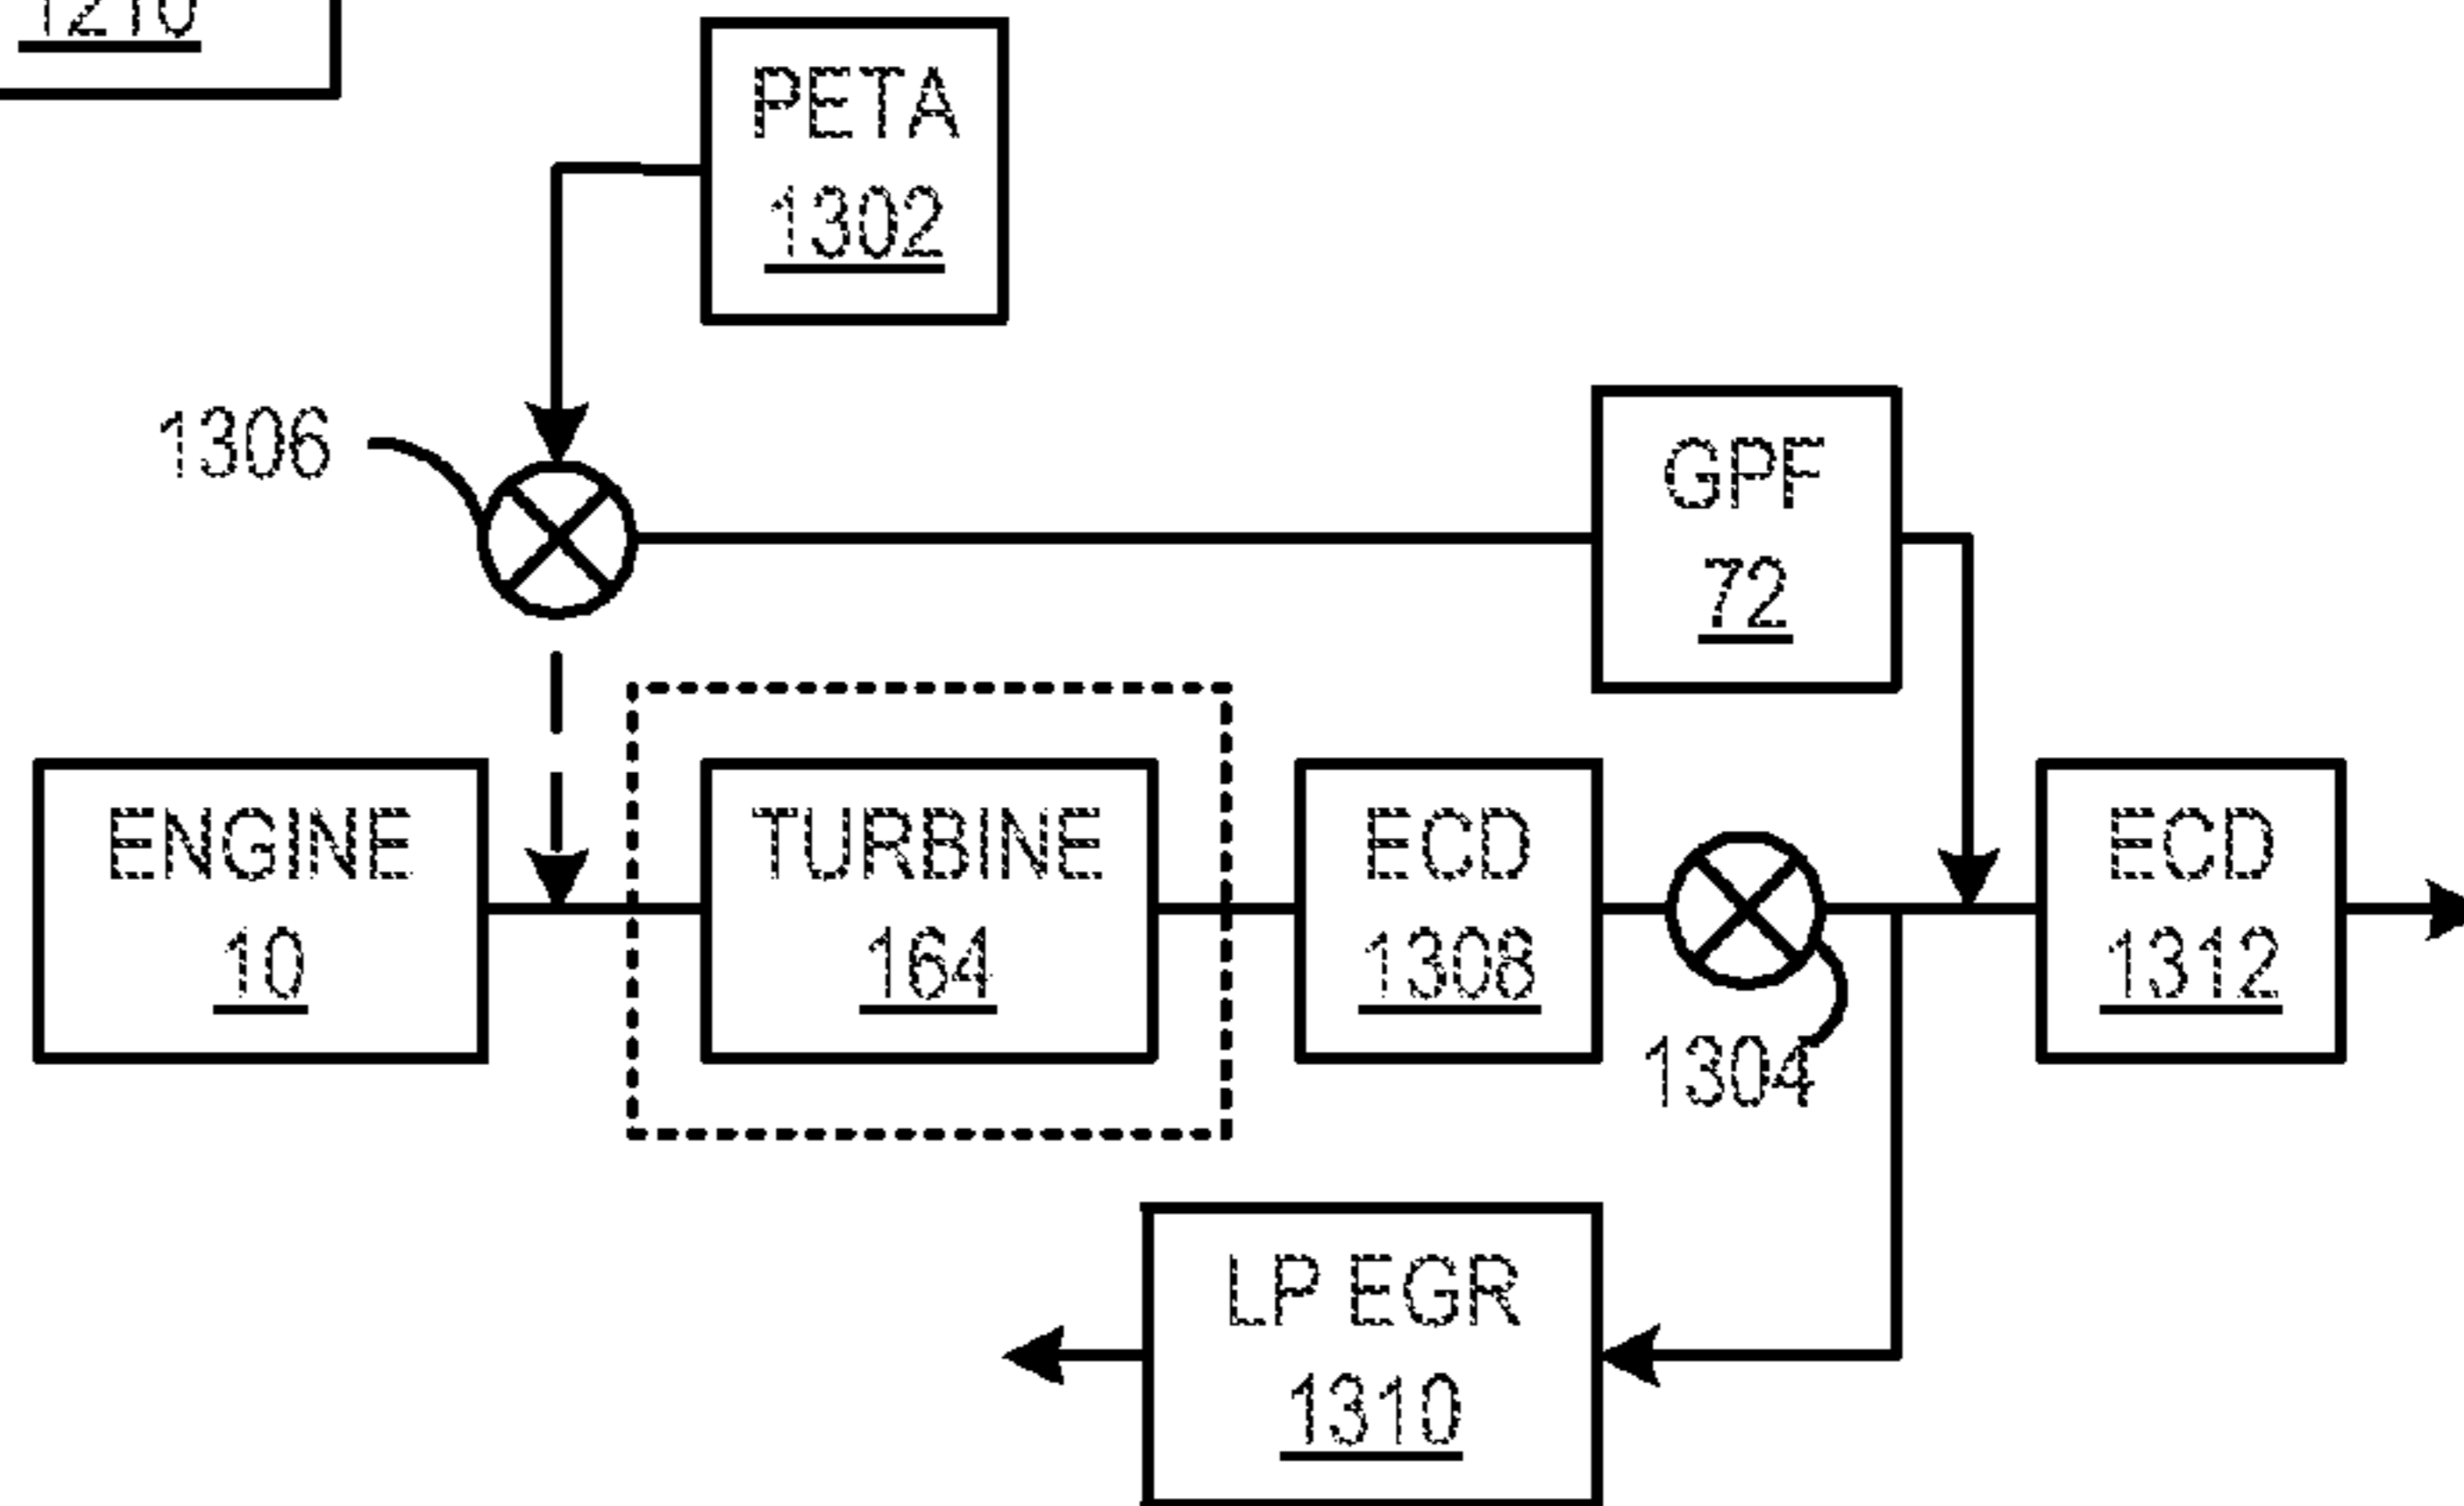 PETA
1302
1306
GPF
72
ENGINE
10
TURBINE
164
ECD
1308
1304
ECD
1312
LP EGR
1310